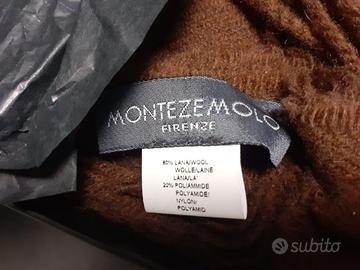 MONTEZEMOLO
FIRENZE
80% LANA/WOOL
WOLLE/LAINE
LANA/LÃ
20% POLIAMMIDE
POLYAMIDE/
NYLON/
POLYAMID
subito